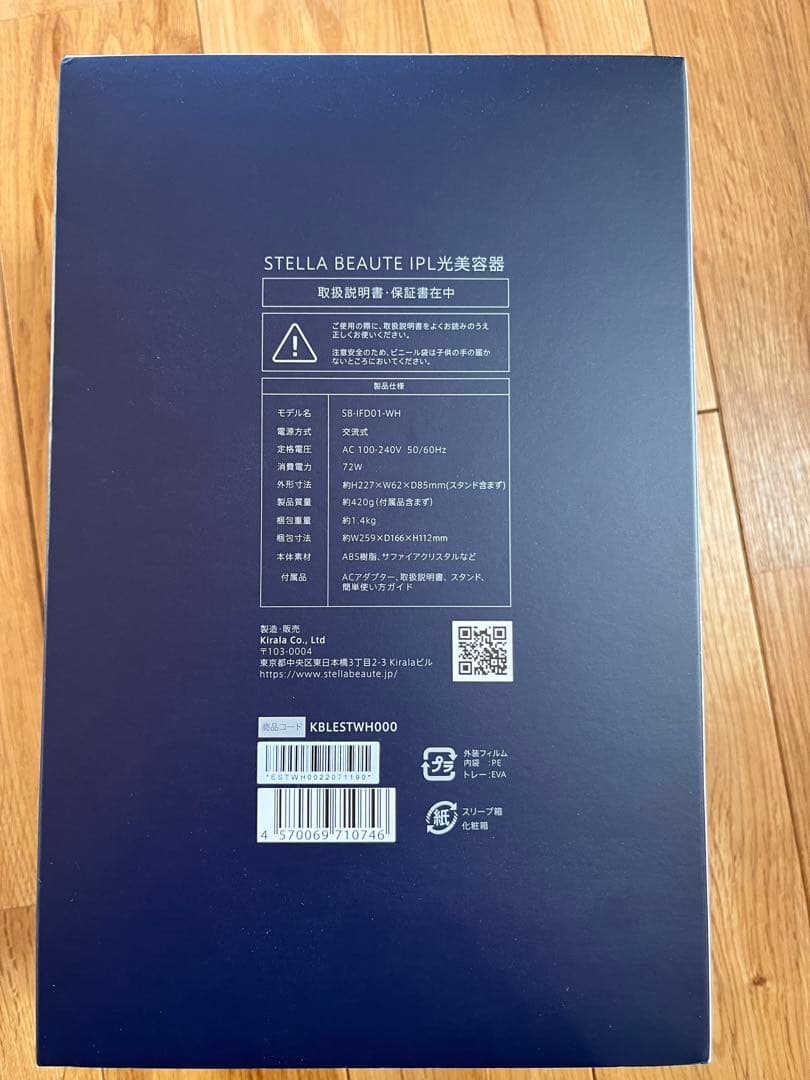 STELLA BEAUTE IPL光美容器
取扱説明書・保証書在中
ご使用の際に、取扱説明書をよくお読みのうえ
正しくお使いください。
注意安全のため、ビニール袋は子供の手の届か
ないところにおいてください。
製品仕様
モデル名 SB-IFD01-WH
電源方式 交流式
定格電圧 AC 100-240V 50/60Hz
消費電力 72W
外形寸法 約H227×W62×D85mm(スタンド含まず)
製品質量 約420g(付属品含まず)
梱包重量 約1.4kg
梱包寸法 約W259×D166×H112mm
本体素材 ABS樹脂、サファイアクリスタルなど
付属品 ACアダプター、取扱説明書、スタンド、
簡単使い方ガイド
製造・販売
Kirala Co., Ltd
〒103-0004
東京都中央区東日本橋3丁目2-3 Kiralaビル
https://www.stellabeaute.jp/
商品コード KBLESTWH000
*ESTWH0022071190*
4 570069 710746
プラ
外装フィルム
内袋 :PE
トレー:EVA
紙
スリーブ箱
化粧箱